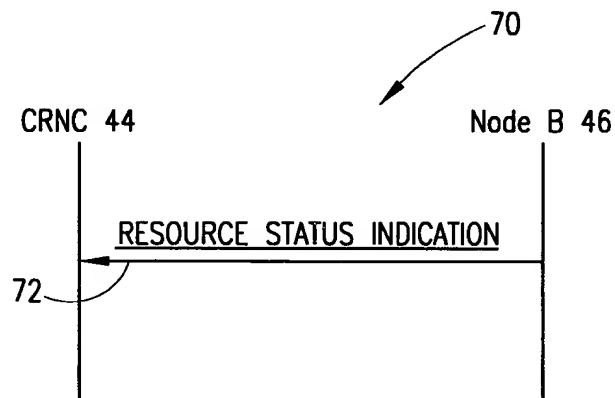 70
CRNC 44
Node B 46
RESOURCE STATUS INDICATION
72